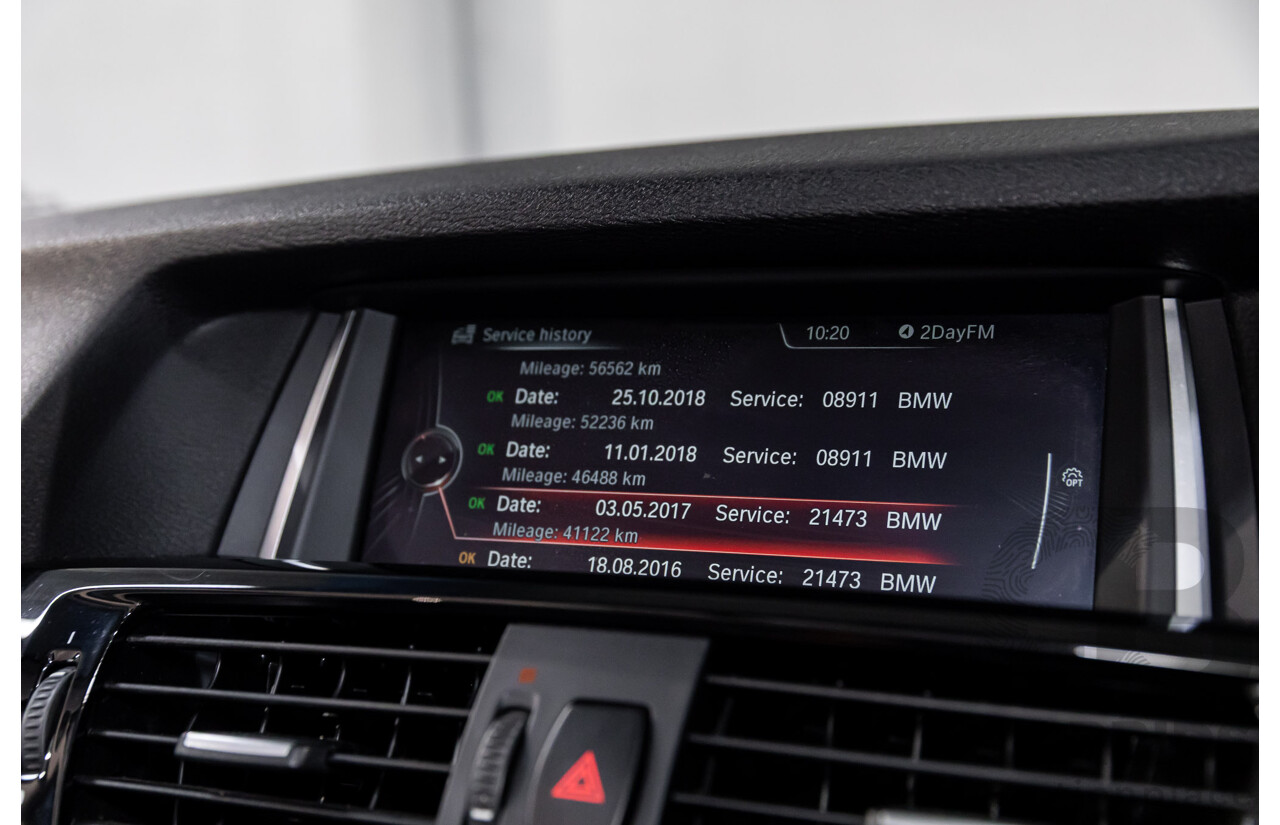 Service history 10:20 2DayFM
Mileage: 56562 km
OK Date: 25.10.2018 Service: 08911 BMW
Mileage: 52236 km
OK Date: 11.01.2018 Service: 08911 BMW
Mileage: 46488 km
OK Date: 03.05.2017 Service: 21473 BMW
Mileage: 41122 km
OK Date: 18.08.2016 Service: 21473 BMW
OPT